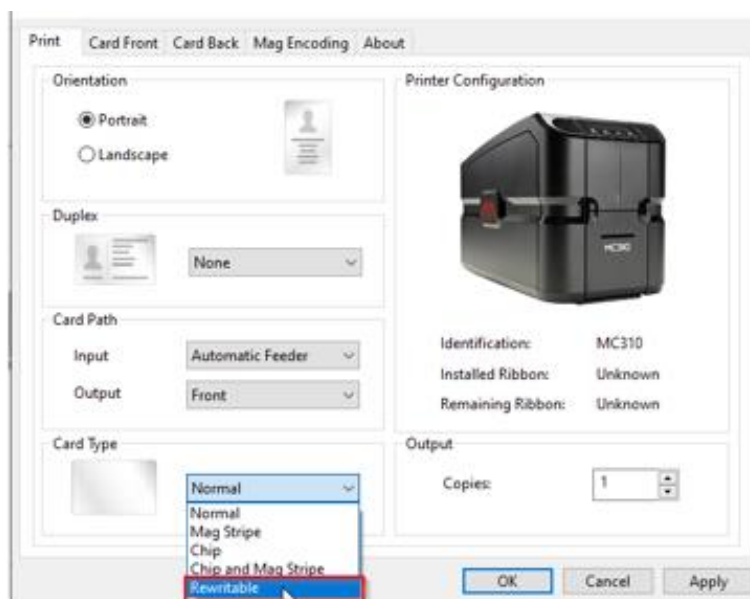 Print Card Front Card Back Mag Encoding About
Orientation
Portrait
Landscape
Duplex
None
Card Path
Input Automatic Feeder
Output Front
Card Type
Normal
Normal
Mag Stripe
Chip
Chip and Mag Stripe
Rewritable
Printer Configuration
MC310
Identification: MC310
Installed Ribbon: Unknown
Remaining Ribbon: Unknown
Output
Copies: 1
OK Cancel Apply